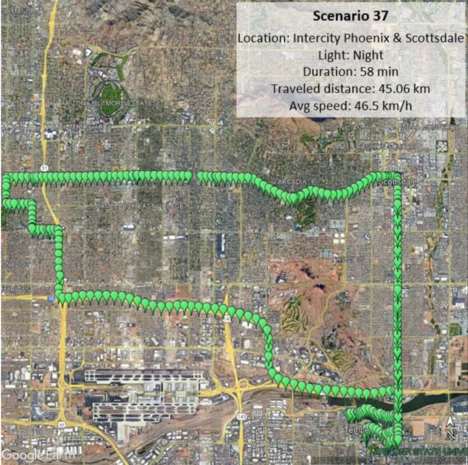 Scenario 37
Location: Intercity Phoenix & Scottsdale
Light: Night
Duration: 58 min
Traveled distance: 45.06 km
Avg speed: 46.5 km/h
ARCADIA
Google Earth